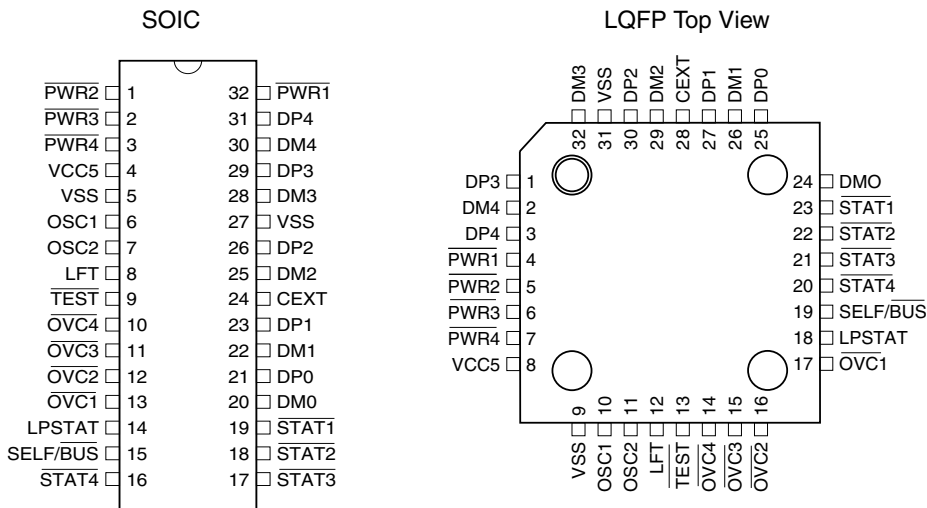 SOIC
PWR2 1 32 PWR1
PWR3 2 31 DP4
PWR4 3 30 DM4
VCC5 4 29 DP3
VSS 5 28 DM3
OSC1 6 27 VSS
OSC2 7 26 DP2
LFT 8 25 DM2
TEST 9 24 CEXT
OVC4 10 23 DP1
OVC3 11 22 DM1
OVC2 12 21 DP0
OVC1 13 20 DM0
LPSTAT 14 19 STAT1
SELF/BUS 15 18 STAT2
STAT4 16 17 STAT3
LQFP Top View
DM3 VSS DP2 DM2 CEXT DP1 DM1 DP0
32 31 30 29 28 27 26 25
DP3 1 24 DMO
DM4 2 23 STAT1
DP4 3 22 STAT2
PWR1 4 21 STAT3
PWR2 5 20 STAT4
PWR3 6 19 SELF/BUS
PWR4 7 18 LPSTAT
VCC5 8 17 OVC1
9 10 11 12 13 14 15 16
VSS OSC1 OSC2 LFT TEST OVC4 OVC3 OVC2